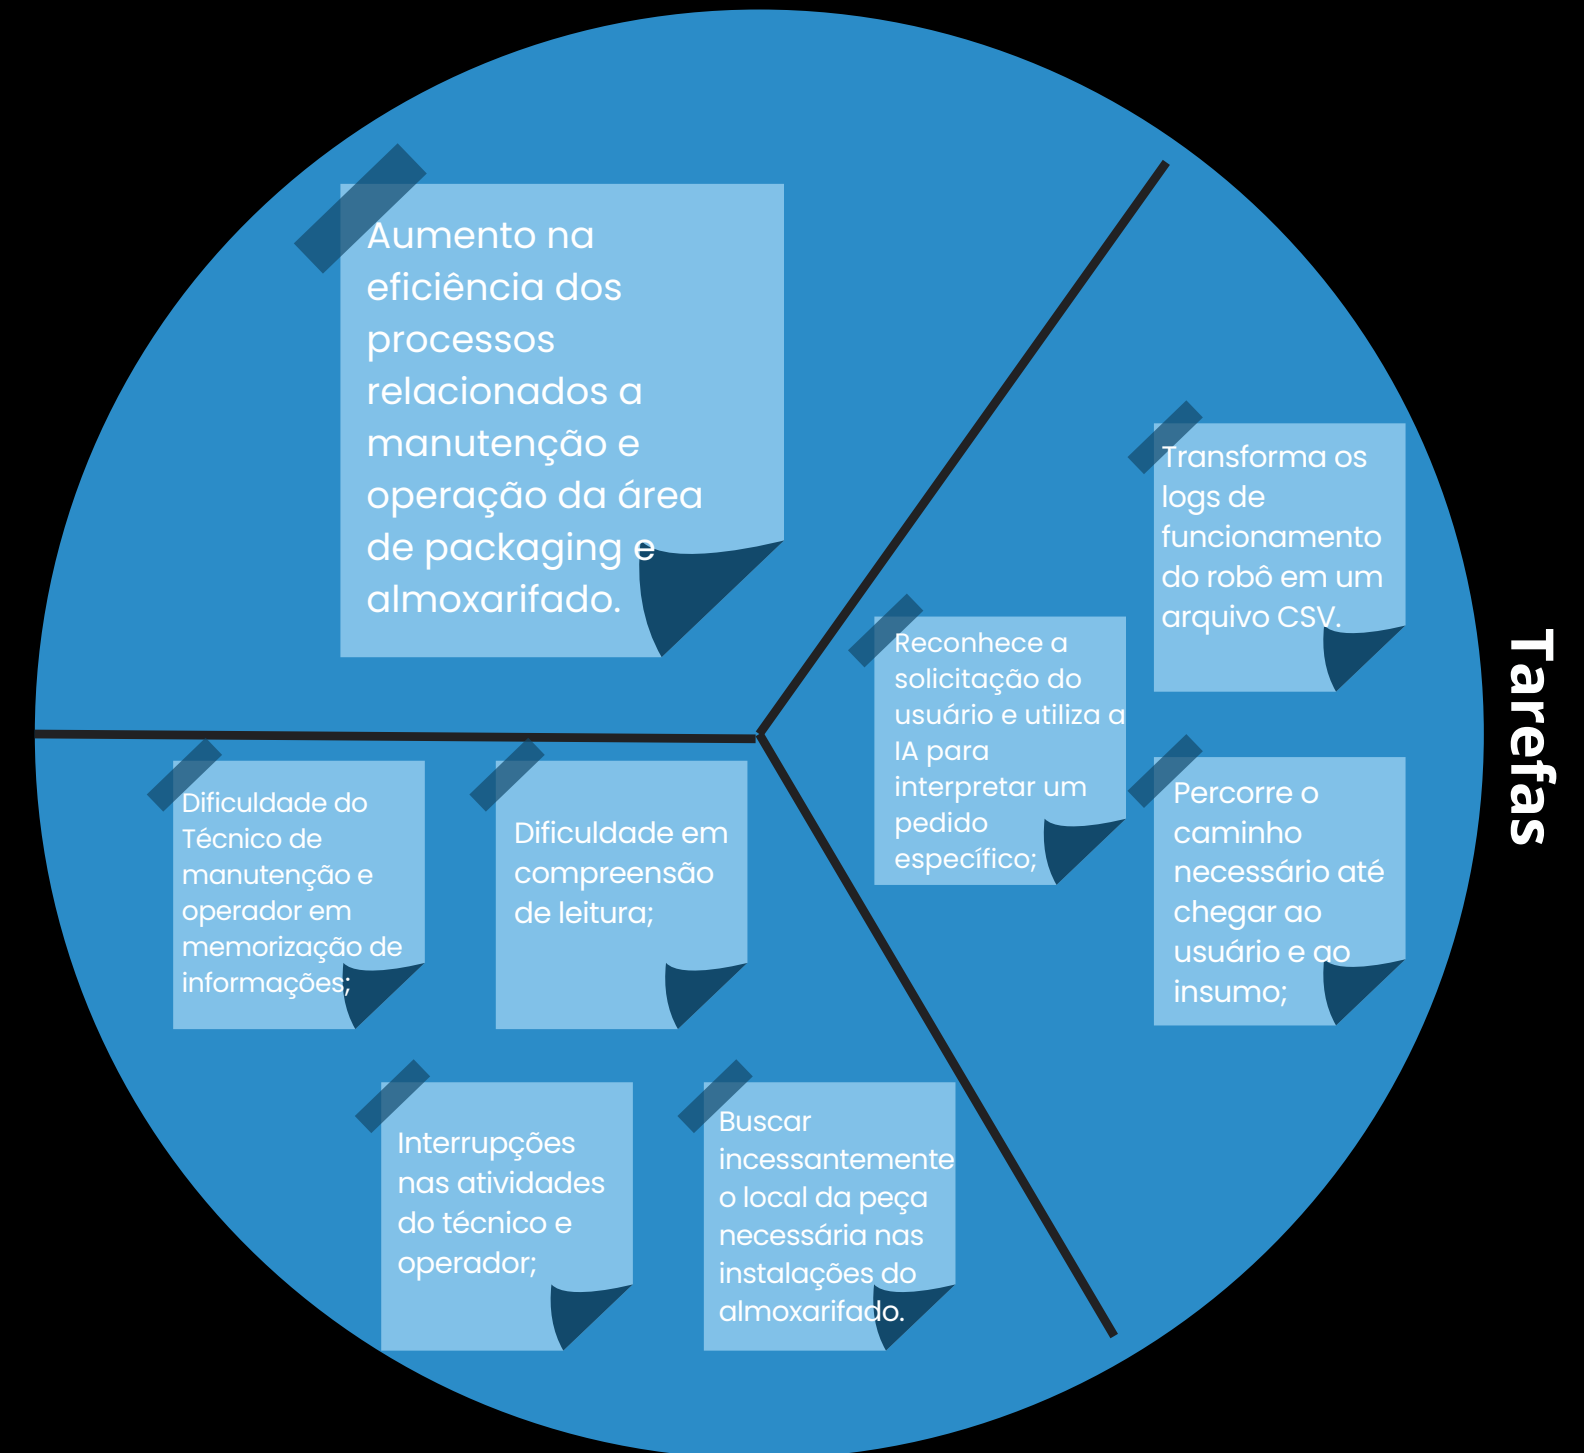 Aumento na
eficiência dos
processos
relacionados a
manutenção e
operação da área
de packaging e
almoxarifado.
Transforma os
logs de
funcionamento
do robô em um
arquivo CSV.
Reconhece a
solicitação do
usuário e utiliza a
IA para
interpretar um
pedido
específico;
Percorre o
caminho
necessário até
chegar ao
usuário e ao
insumo;
Tarefas
Dificuldade do
Técnico de
manutenção e
operador em
memorização de
informações;
Dificuldade em
compreensão
de leitura;
Interrupções
nas atividades
do técnico e
operador;
Buscar
incessantemente
o local da peça
necessária nas
instalações do
almoxarifado.